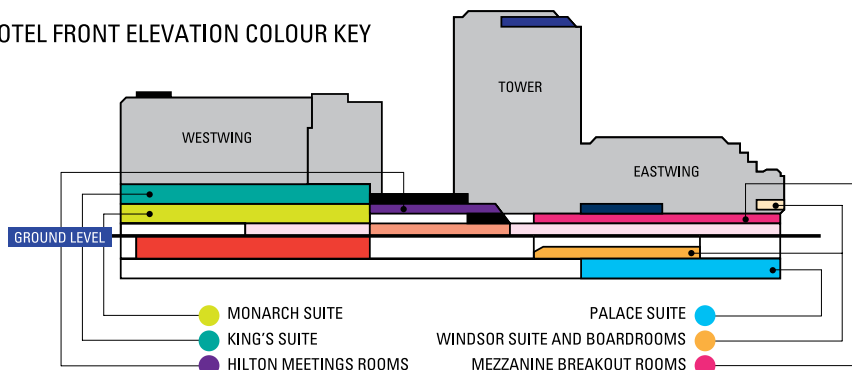 OTEL FRONT ELEVATION COLOUR KEY
TOWER
WESTWING
EASTWING
GROUND LEVEL
MONARCH SUITE
KING'S SUITE
HILTON MEETINGS ROOMS
PALACE SUITE
WINDSOR SUITE AND BOARDROOMS
MEZZANINE BREAKOUT ROOMS